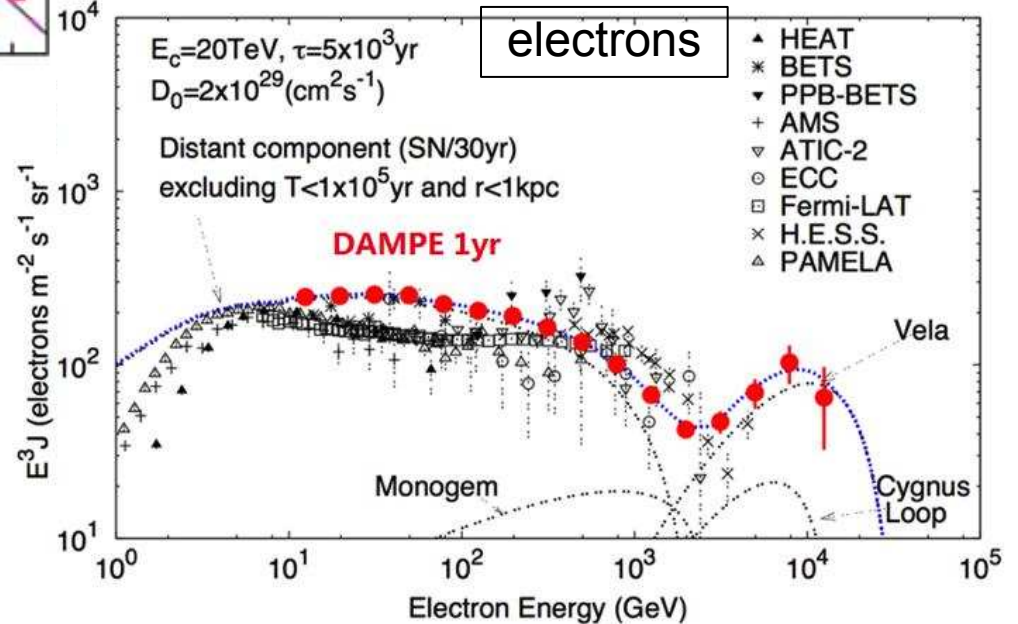 electrons
E_c=20TeV, τ=5x10³yr
D₀=2x10²⁹(cm²s⁻¹)
Distant component (SN/30yr)
excluding T<1x10⁵yr and r<1kpc
DAMPE 1yr
HEAT
BETS
PPB-BETS
AMS
ATIC-2
ECC
Fermi-LAT
H.E.S.S.
PAMELA
Vela
Monogem
Cygnus
Loop
E³J (electrons m⁻² s⁻¹ sr⁻¹)
10⁴
10³
10²
10¹
10⁰
10¹
10²
10³
10⁴
10⁵
Electron Energy (GeV)